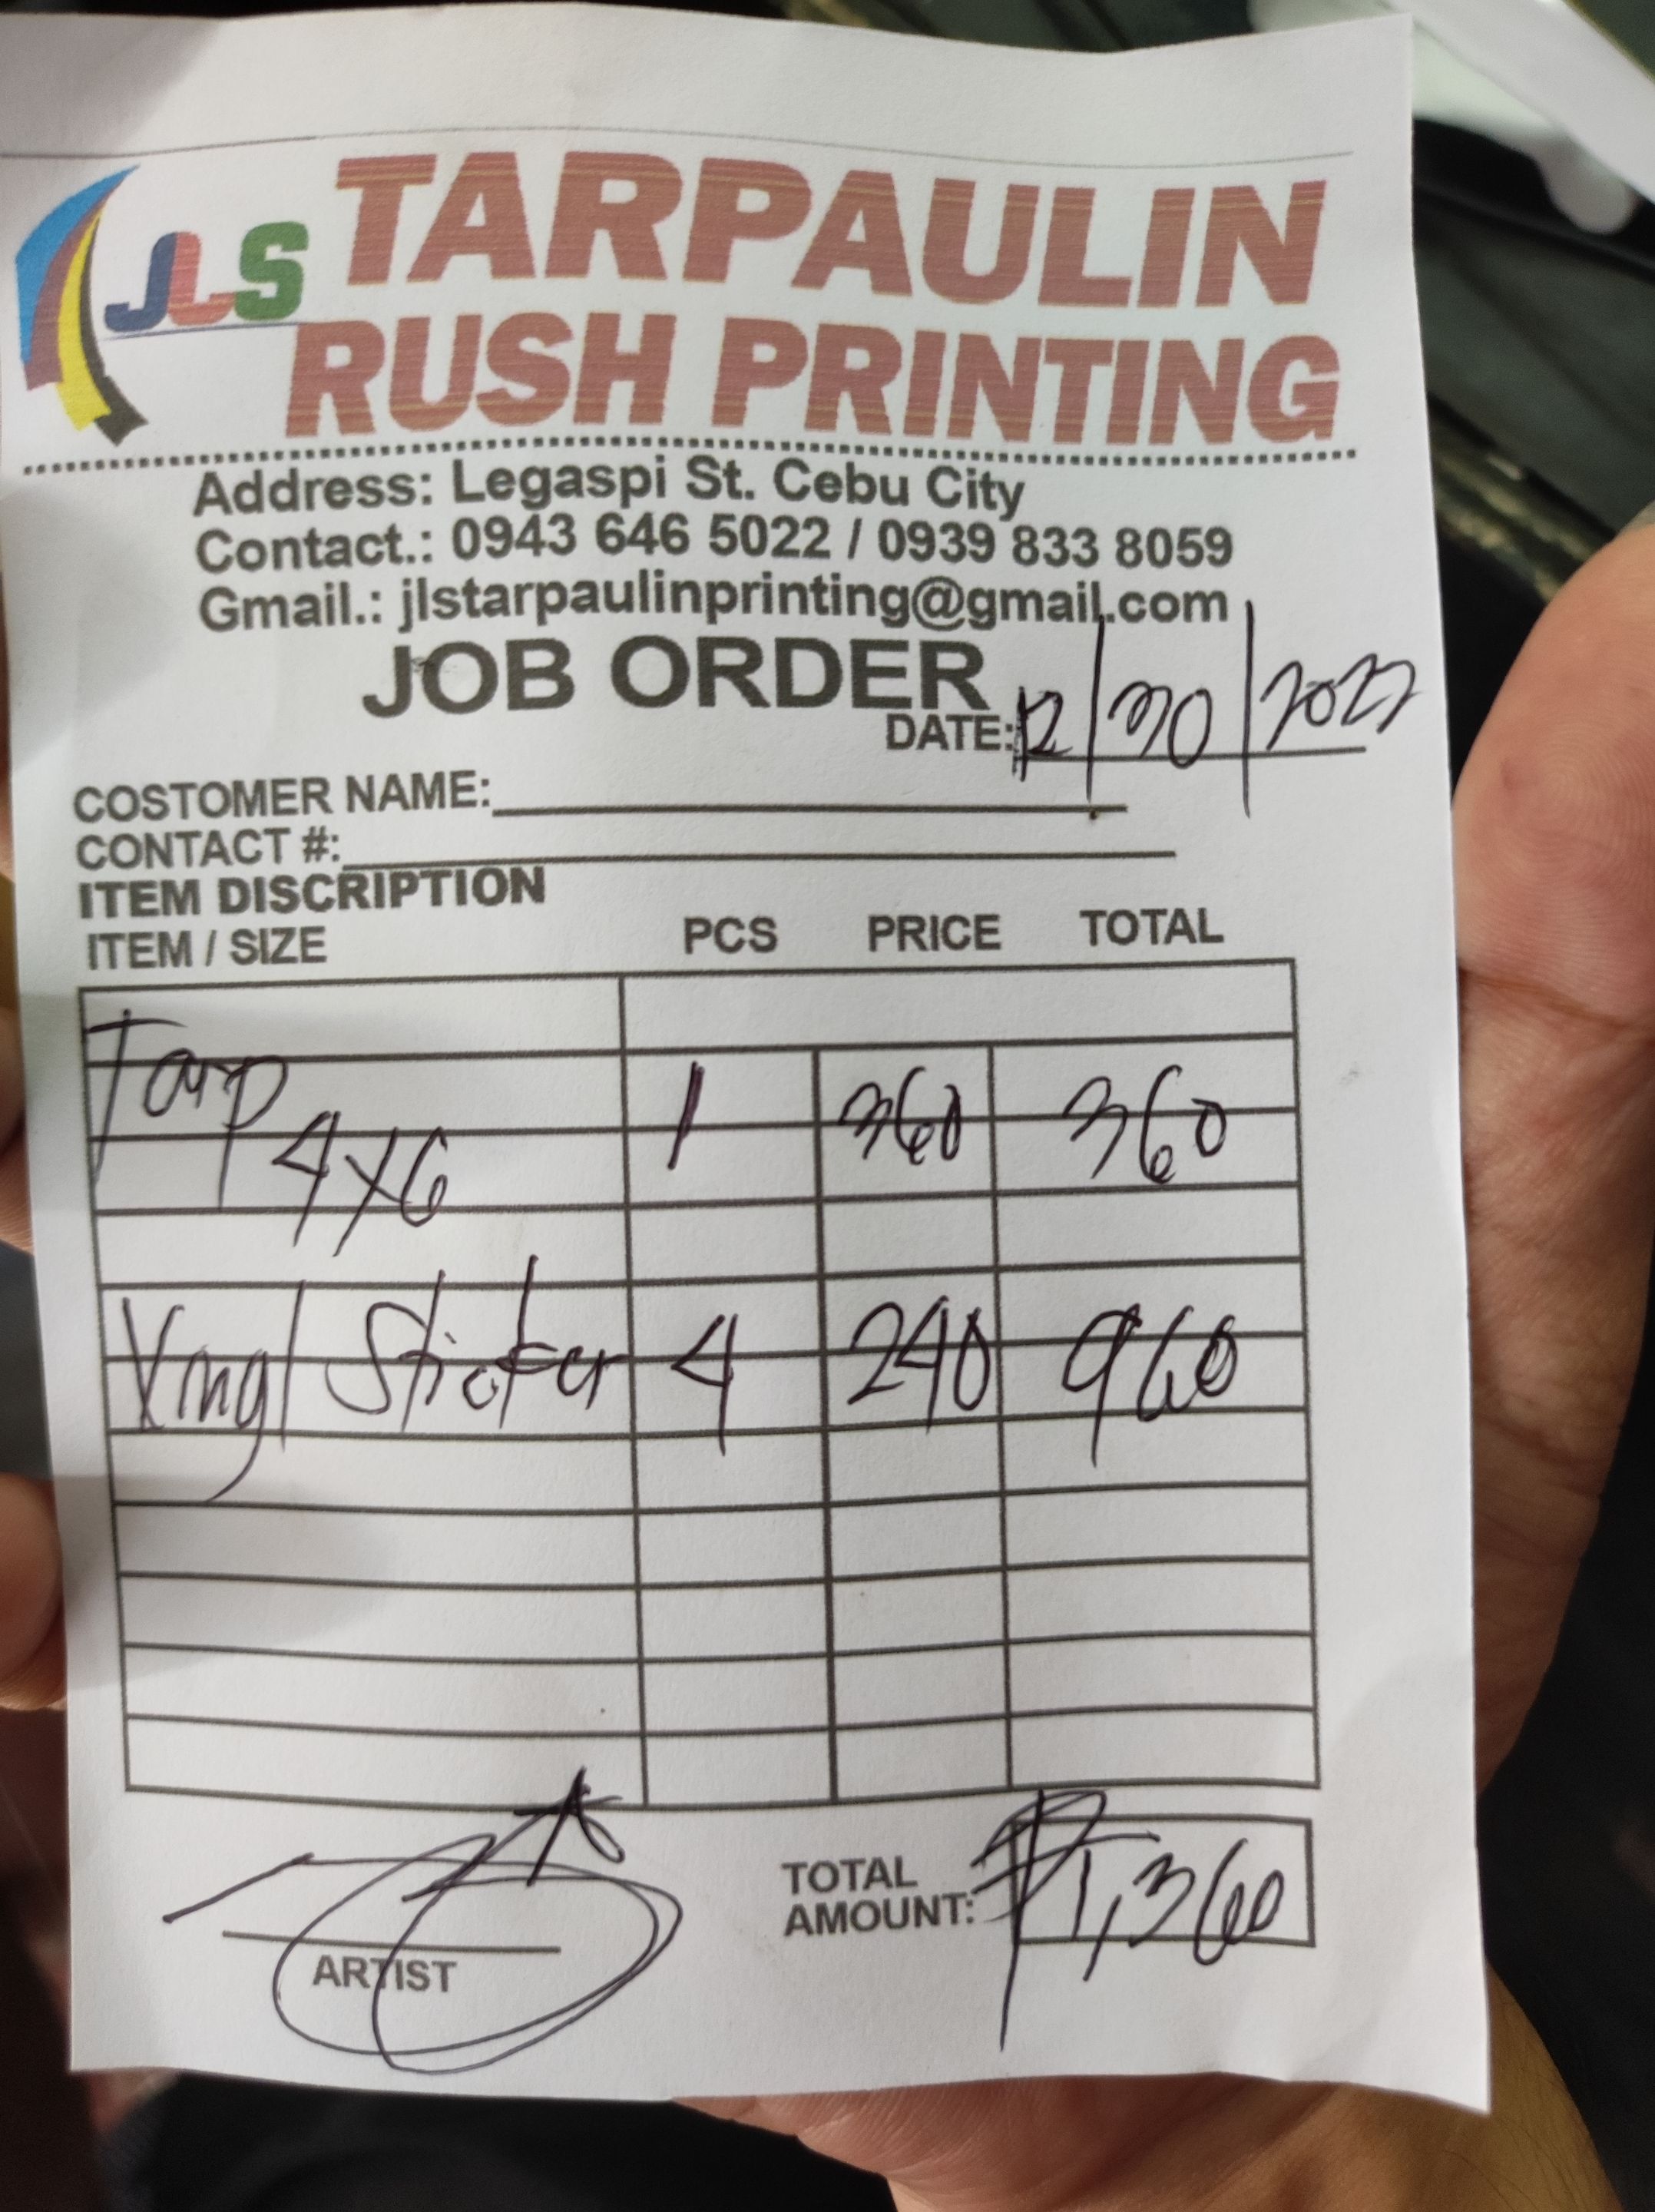 JLS TARPAULIN
RUSH PRINTING
Address: Legaspi St. Cebu City
Contact.: 0943 646 5022 / 0939 833 8059
Gmail.: jlstarpaulinprinting@gmail.com
JOB ORDER
DATE: 12/30/2022
COSTOMER NAME:
CONTACT #:
ITEM DISCRIPTION
ITEM / SIZE PCS PRICE TOTAL
Tarp 1 360 360
4x6
Vinyl Sticker 4 240 960
TOTAL
AMOUNT: ₱1,360
ARTIST